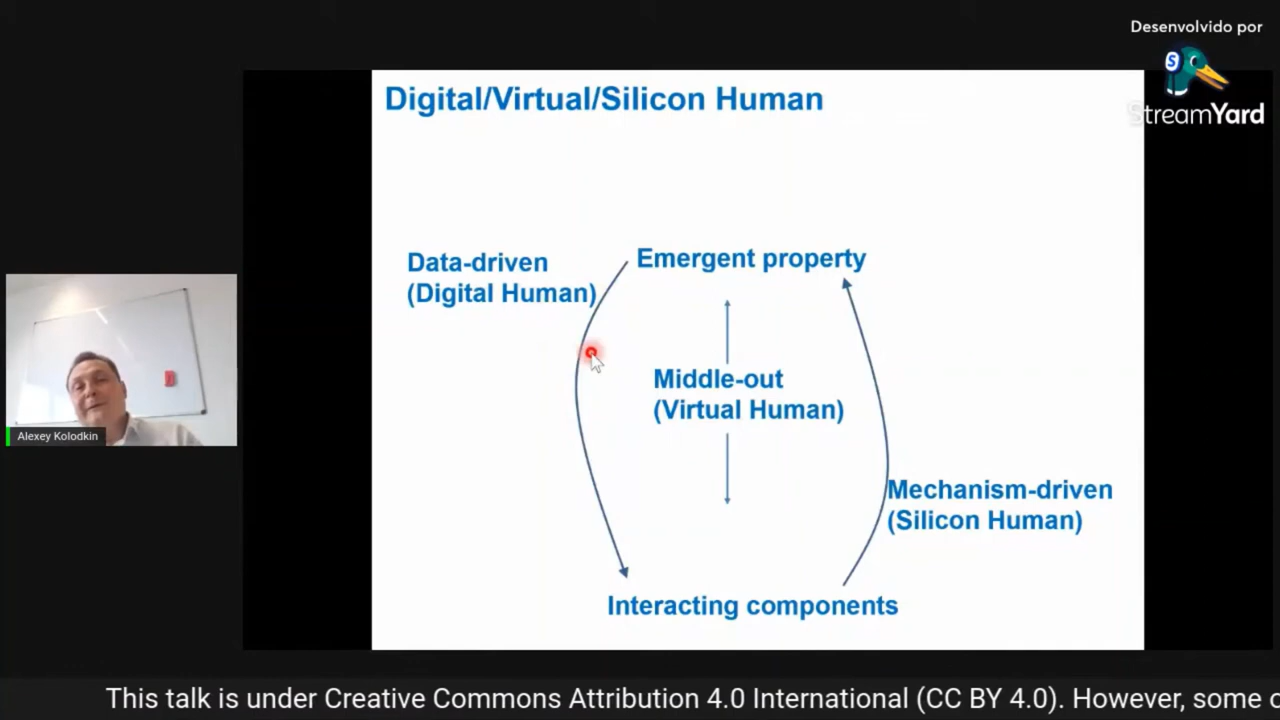 Desenvolvido por
S
StreamYard
Digital/Virtual/Silicon Human
Data-driven
(Digital Human)
Emergent property
Middle-out
(Virtual Human)
Mechanism-driven
(Silicon Human)
Interacting components
Alexey Kolodkin
This talk is under Creative Commons Attribution 4.0 International (CC BY 4.0). However, some